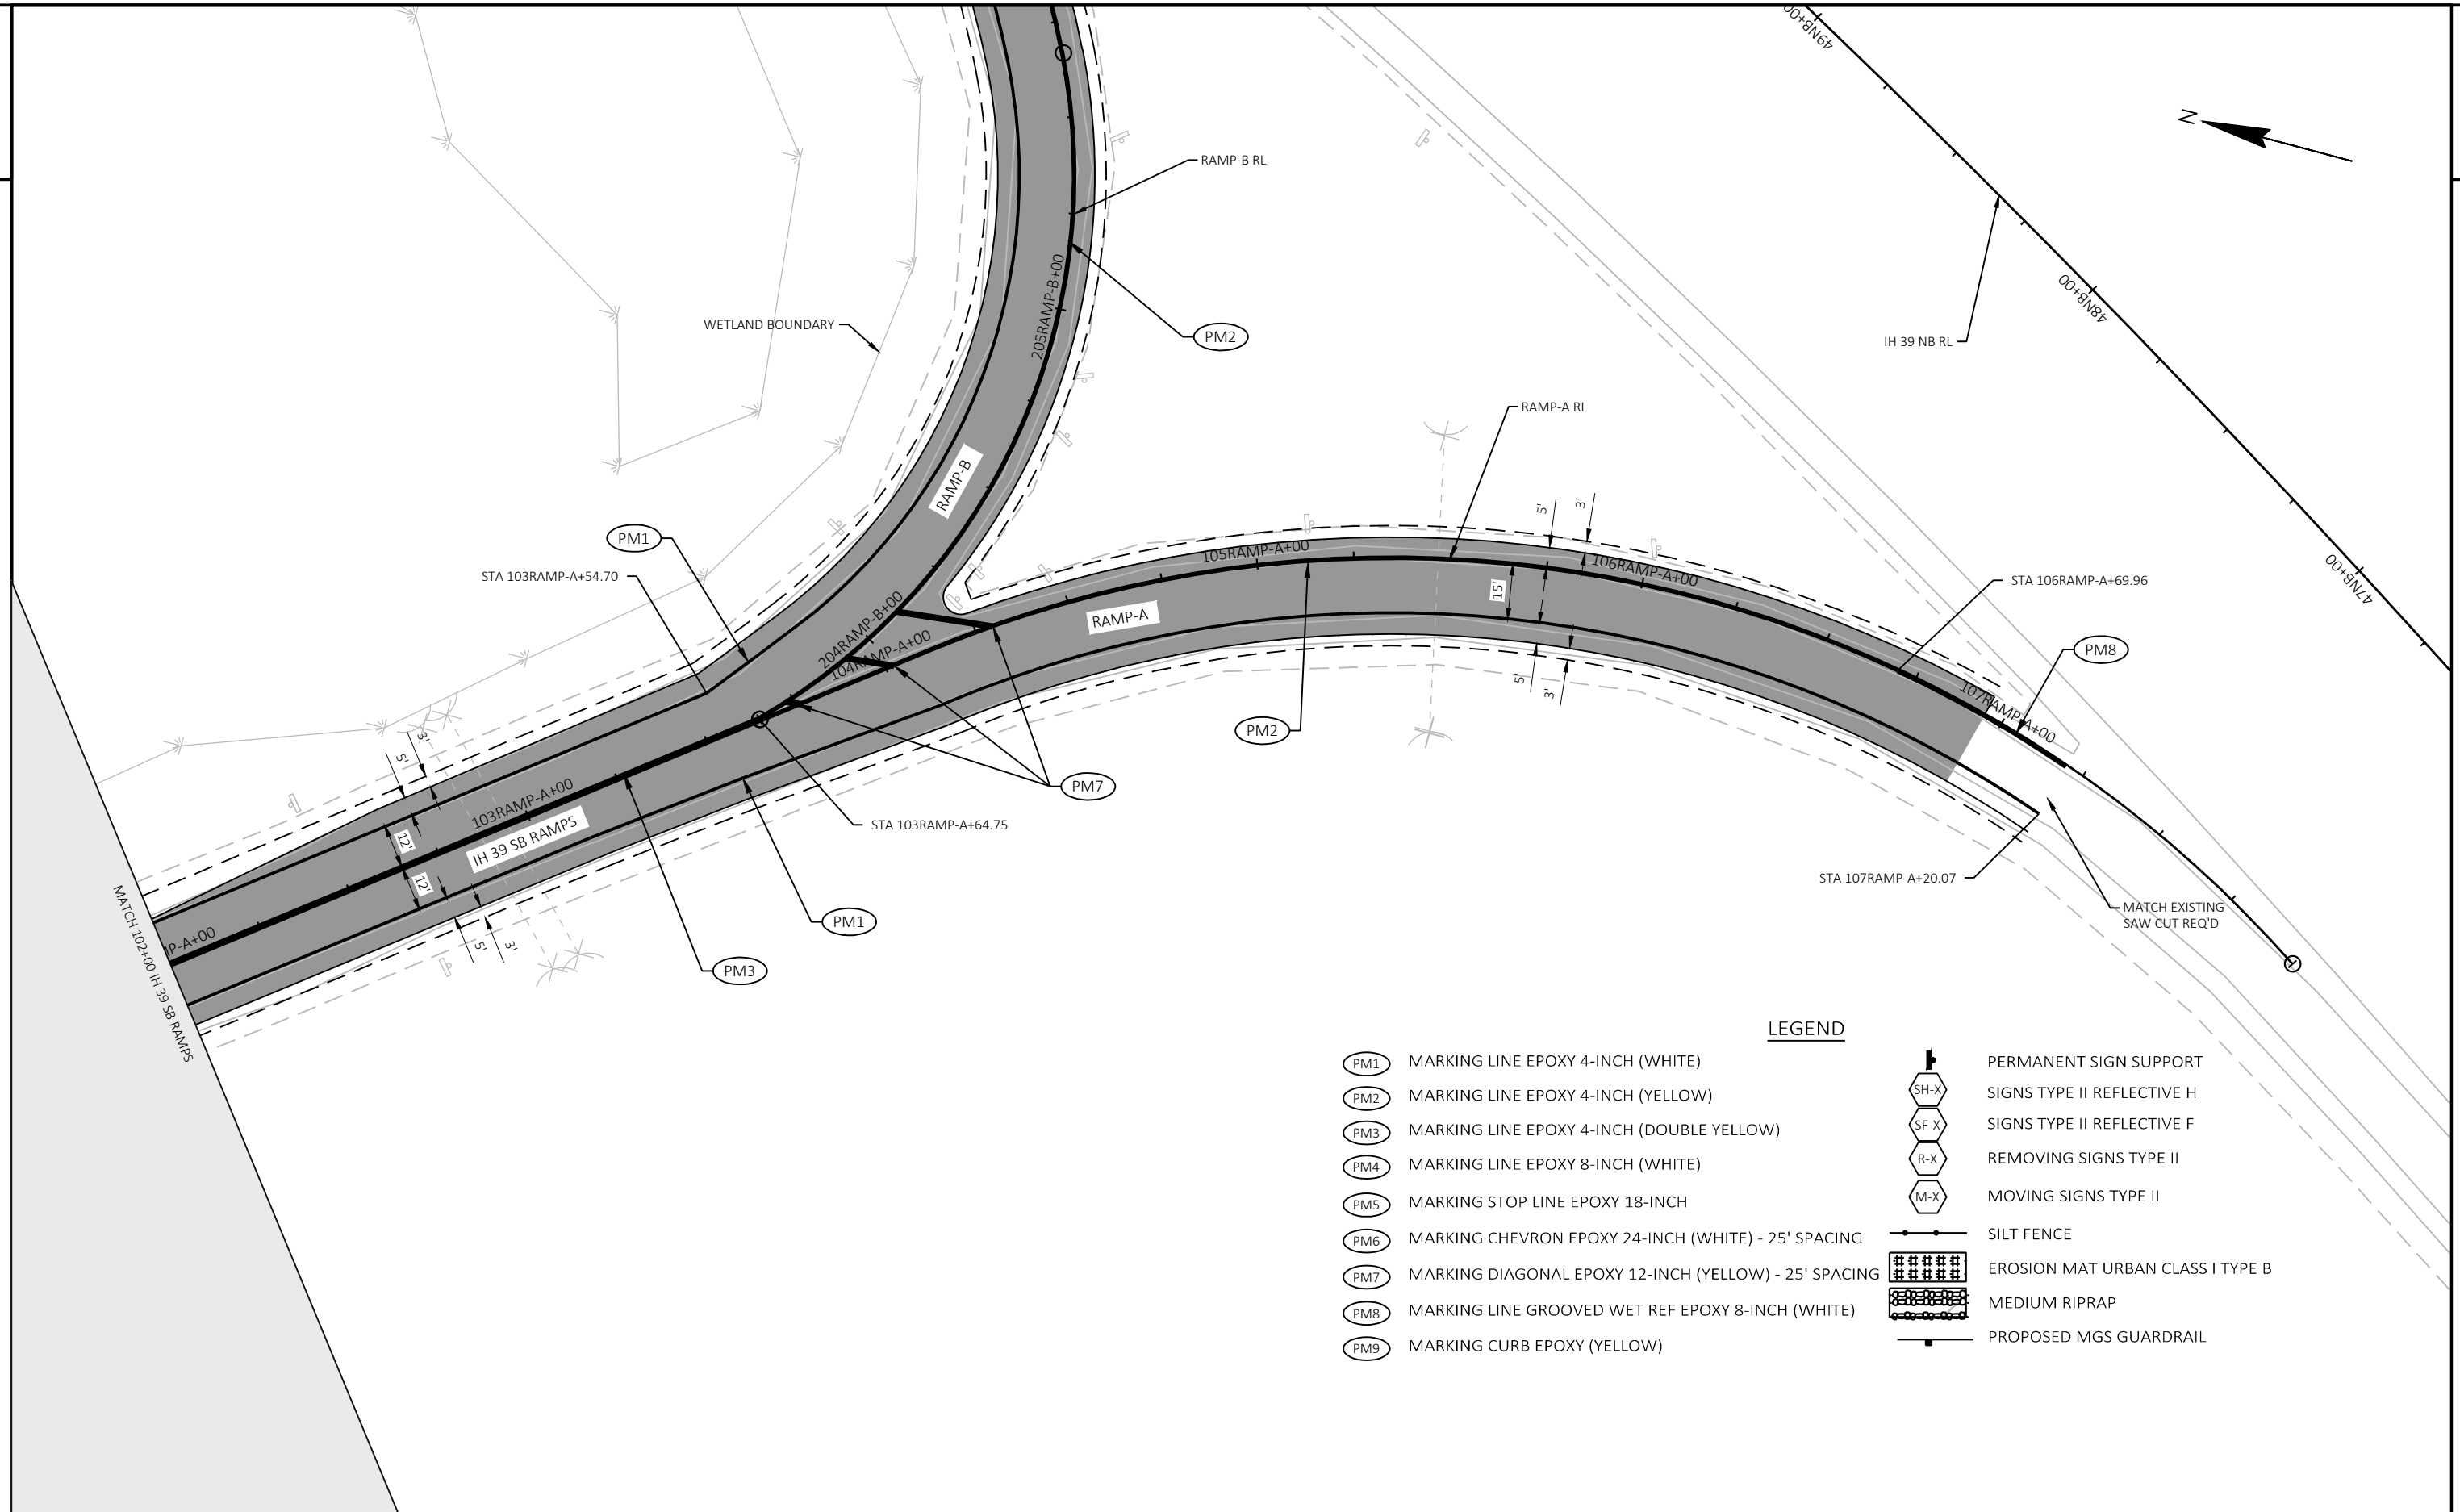 49NB+00
N
RAMP-B RL
205RAMP-B+00
48NB+00
WETLAND BOUNDARY
PM2
IH 39 NB RL
RAMP-A RL
RAMP-B
5'
3'
PM1
105RAMP-A+00
106RAMP-A+00
47NB+00
STA 103RAMP-A+54.70
15'
STA 106RAMP-A+69.96
204RAMP-B+00
104RAMP-A+00
RAMP-A
PM8
5'
3'
107RAMP-A+00
PM2
3'
5'
PM7
103RAMP-A+00
STA 103RAMP-A+64.75
12'
IH 39 SB RAMPS
12'
STA 107RAMP-A+20.07
MATCH EXISTING
SAW CUT REQ'D
PM1
P-A+00
5'
3'
PM3
MATCH 102+00 IH 39 SB RAMPS
LEGEND
PM1 MARKING LINE EPOXY 4-INCH (WHITE)
PM2 MARKING LINE EPOXY 4-INCH (YELLOW)
PM3 MARKING LINE EPOXY 4-INCH (DOUBLE YELLOW)
PM4 MARKING LINE EPOXY 8-INCH (WHITE)
PM5 MARKING STOP LINE EPOXY 18-INCH
PM6 MARKING CHEVRON EPOXY 24-INCH (WHITE) - 25' SPACING
PM7 MARKING DIAGONAL EPOXY 12-INCH (YELLOW) - 25' SPACING
PM8 MARKING LINE GROOVED WET REF EPOXY 8-INCH (WHITE)
PM9 MARKING CURB EPOXY (YELLOW)
PERMANENT SIGN SUPPORT
SH-X SIGNS TYPE II REFLECTIVE H
SF-X SIGNS TYPE II REFLECTIVE F
R-X REMOVING SIGNS TYPE II
M-X MOVING SIGNS TYPE II
SILT FENCE
EROSION MAT URBAN CLASS I TYPE B
MEDIUM RIPRAP
PROPOSED MGS GUARDRAIL